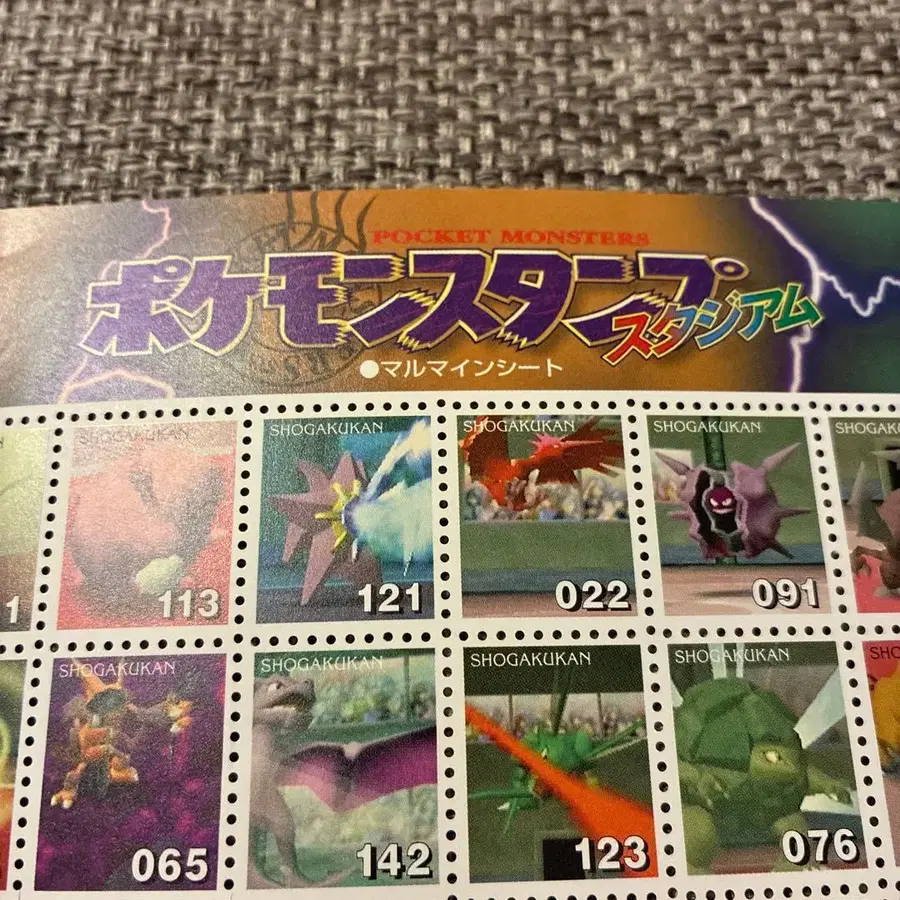 POCKET MONSTERS
ポケモンスタンプ
スタジアム
●マルマインシート
SHOGAKUKAN
SHOGAKUKAN
SHOGAKUKAN
SHOGAKUKAN
1
113
121
022
091
SHOGAKUKAN
SHOGAKUKAN
SHOGAKUKAN
SHOGAKUKAN
065
142
123
076